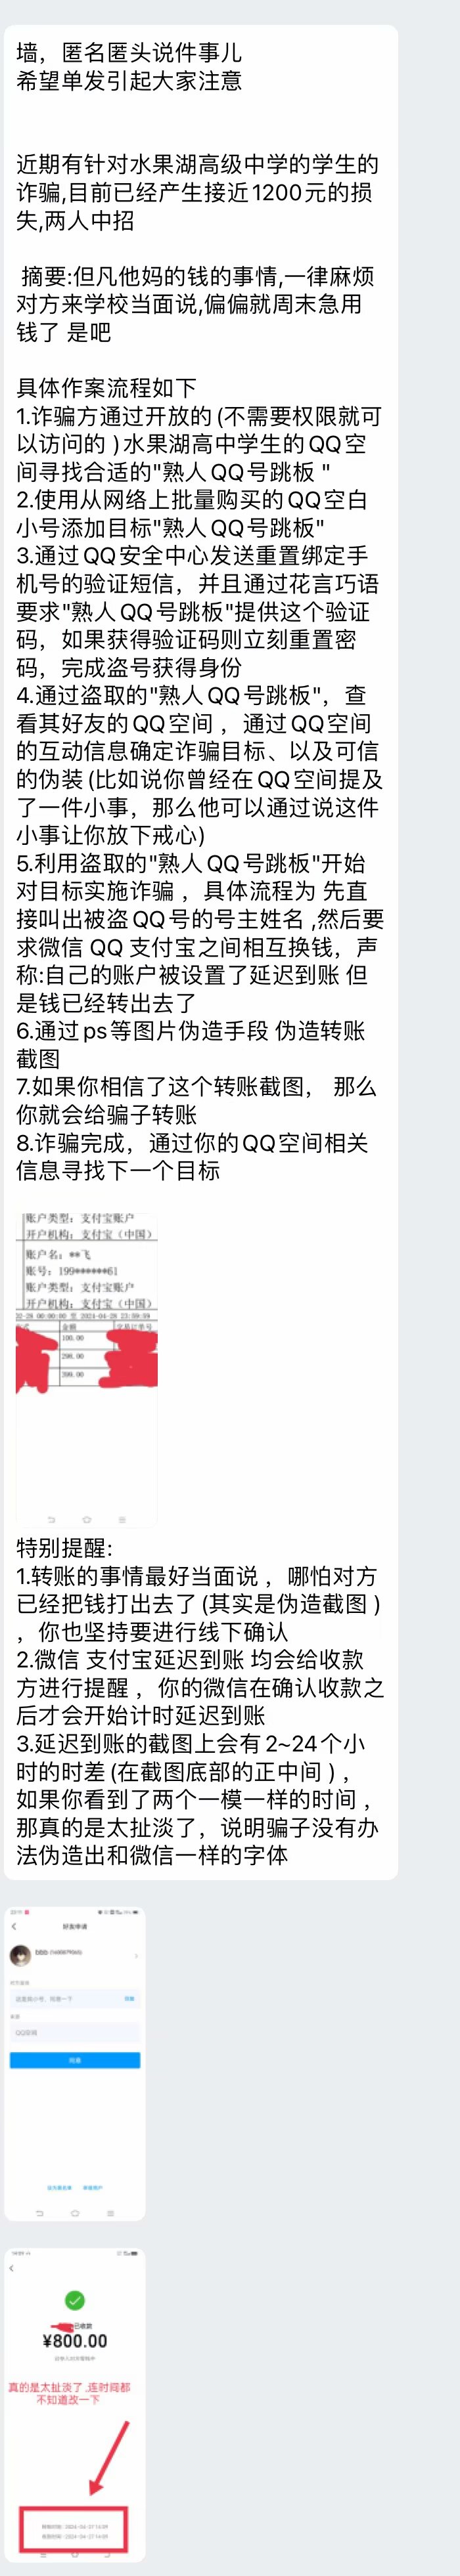 墙，匿名匿头说件事儿
希望单发引起大家注意
近期有针对水果湖高级中学的学生的
诈骗,目前已经产生接近1200元的损
失,两人中招
摘要:但凡他妈的钱的事情,一律麻烦
对方来学校当面说,偏偏就周末急用
钱了 是吧
具体作案流程如下
1.诈骗方通过开放的(不需要权限就可
以访问的 )水果湖高中学生的QQ空
间寻找合适的"熟人QQ号跳板 "
2.使用从网络上批量购买的QQ空白
小号添加目标"熟人QQ号跳板"
3.通过QQ安全中心发送重置绑定手
机号的验证短信，并且通过花言巧语
要求"熟人QQ号跳板"提供这个验证
码，如果获得验证码则立刻重置密
码，完成盗号获得身份
4.通过盗取的"熟人QQ号跳板"，查
看其好友的QQ空间 ，通过QQ空间
的互动信息确定诈骗目标、以及可信
的伪装(比如说你曾经在QQ空间提及
了一件小事，那么他可以通过说这件
小事让你放下戒心)
5.利用盗取的"熟人QQ号跳板"开始
对目标实施诈骗 ，具体流程为 先直
接叫出被盗QQ号的号主姓名 ,然后要
求微信 QQ 支付宝之间相互换钱，声
称:自己的账户被设置了延迟到账 但
是钱已经转出去了
6.通过ps等图片伪造手段 伪造转账
截图
7.如果你相信了这个转账截图， 那么
你就会给骗子转账
8.诈骗完成，通过你的QQ空间相关
信息寻找下一个目标
账户类型：支付宝账户
开户机构：支付宝（中国）
账户名：**飞
账号：199******61
账户类型：支付宝账户
开户机构：支付宝（中国）
02-28 00:00:00 至 2024-04-28 23:59:59
金额 交易订单号
100.00
298.00
398.00
特别提醒:
1.转账的事情最好当面说 ，哪怕对方
已经把钱打出去了(其实是伪造截图 )
，你也坚持要进行线下确认
2.微信 支付宝延迟到账 均会给收款
方进行提醒 ，你的微信在确认收款之
后才会开始计时延迟到账
3.延迟到账的截图上会有2~24个小
时的时差(在截图底部的正中间 ) ，
如果你看到了两个一模一样的时间 ，
那真的是太扯淡了，说明骗子没有办
法伪造出和微信一样的字体
好友申请
bbb
这是我小号，同意一下 回复
来源
QQ空间
同意
已收款
¥800.00
真的是太扯淡了 ,连时间都
不知道改一下